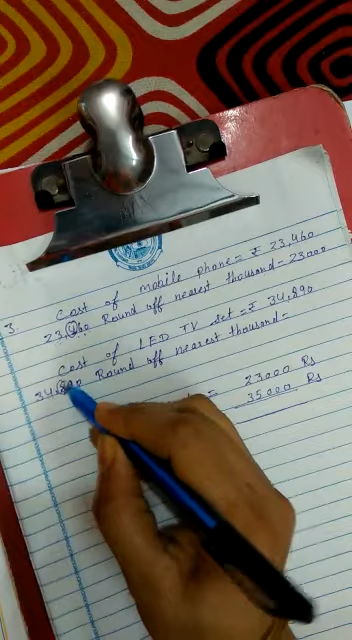 3. Cost of mobile phone = ₹ 23,460
23,460 Round off nearest thousand = 23000
Cost of LED TV set = ₹ 34,890
34,890 Round off nearest thousand =
= 23000 Rs
35000 Rs